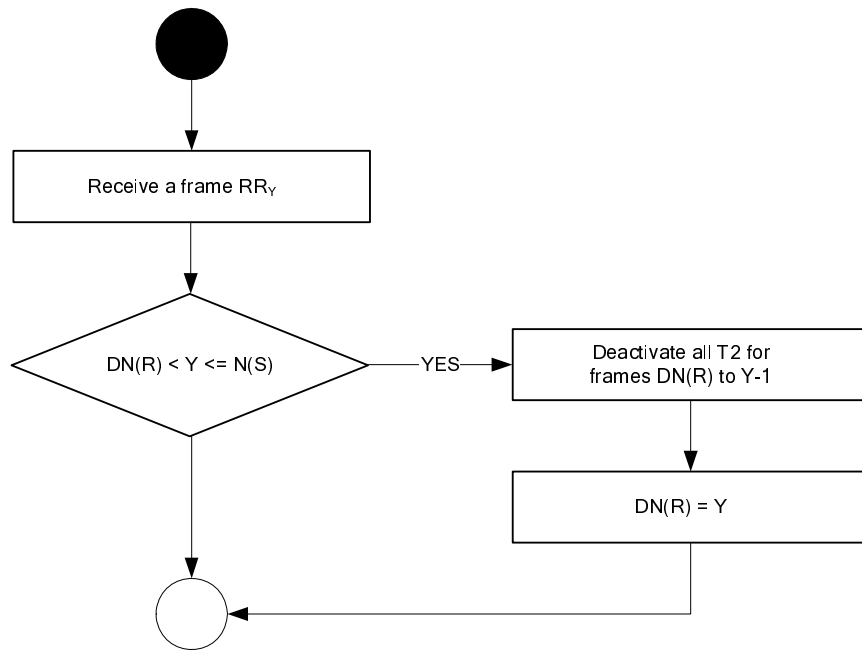 Receive a frame RRY
DN(R) < Y <= N(S)
YES
Deactivate all T2 for
frames DN(R) to Y-1
DN(R) = Y